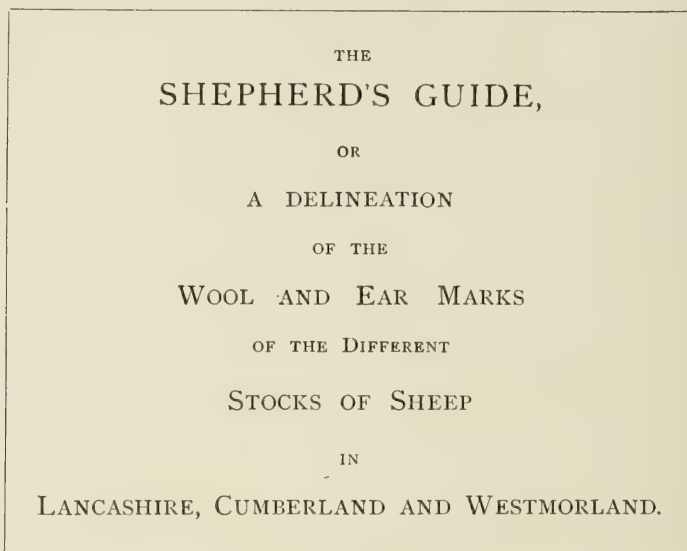 THE
SHEPHERD'S GUIDE,
OR
A DELINEATION
OF THE
WOOL AND EAR MARKS
OF THE DIFFERENT
STOCKS OF SHEEP
IN
LANCASHIRE, CUMBERLAND AND WESTMORLAND.